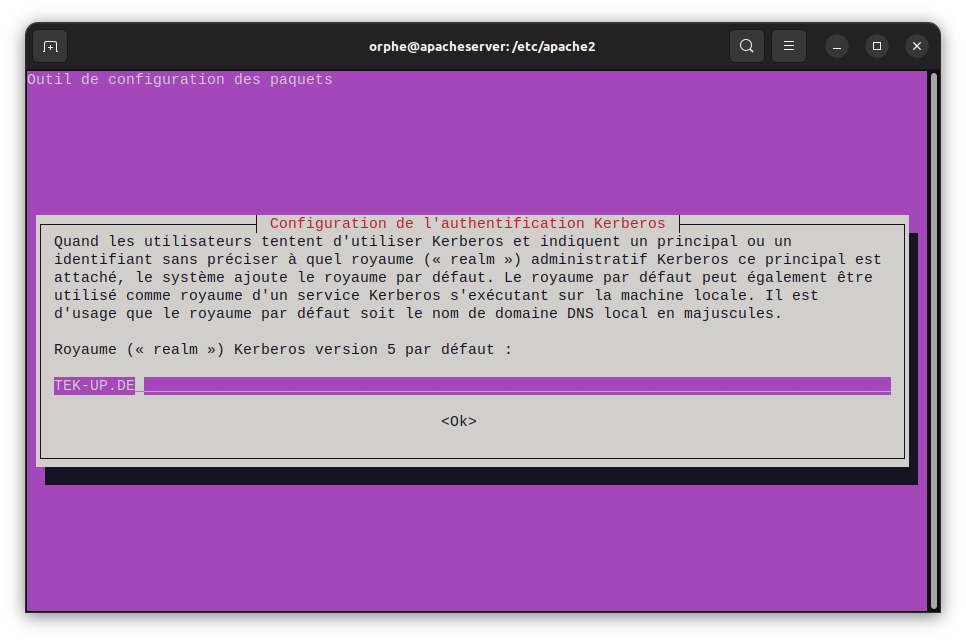 orphe@apacheserver: /etc/apache2
Outil de configuration des paquets
Configuration de l'authentification Kerberos
Quand les utilisateurs tentent d'utiliser Kerberos et indiquent un principal ou un
identifiant sans préciser à quel royaume (« realm ») administratif Kerberos ce principal est
attaché, le système ajoute le royaume par défaut. Le royaume par défaut peut également être
utilisé comme royaume d'un service Kerberos s'exécutant sur la machine locale. Il est
d'usage que le royaume par défaut soit le nom de domaine DNS local en majuscules.
Royaume (« realm ») Kerberos version 5 par défaut :
TEK-UP.DE
<Ok>